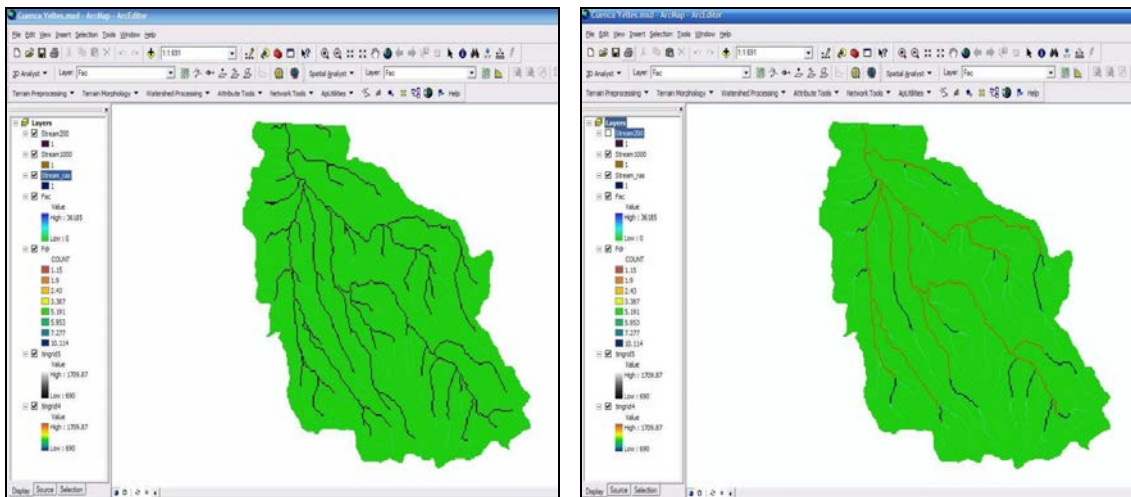 Cuenca Yeltes.mxd - ArcMap - ArcEditor
File Edit View Insert Selection Tools Window Help
1:1 691
3D Analyst Layer: Fac Spatial Analyst Layer: Fac
Terrain Preprocessing Terrain Morphology Watershed Processing Attribute Tools Network Tools ApUtilities Help
Layers
Stream200
1
Stream1000
1
Stream_ras
1
Fac
Value
High : 36185
Low : 0
Fdr
COUNT
1.15
1.9
2.43
3.367
5.191
5.953
7.277
10.114
tingrid5
Value
High : 1709.87
Low : 690
tingrid4
Value
High : 1709.87
Low : 690
Display Source Selection
Cuenca Yeltes.mxd - ArcMap - ArcEditor
File Edit View Insert Selection Tools Window Help
1:1 691
3D Analyst Layer: Fac Spatial Analyst Layer: Fac
Terrain Preprocessing Terrain Morphology Watershed Processing Attribute Tools Network Tools ApUtilities Help
Layers
Stream200
1
Stream1000
1
Stream_ras
1
Fac
Value
High : 36185
Low : 0
Fdr
COUNT
1.15
1.9
2.43
3.367
5.191
5.953
7.277
10.114
tingrid5
Value
High : 1709.87
Low : 690
tingrid4
Value
High : 1709.87
Low : 690
Display Source Selection